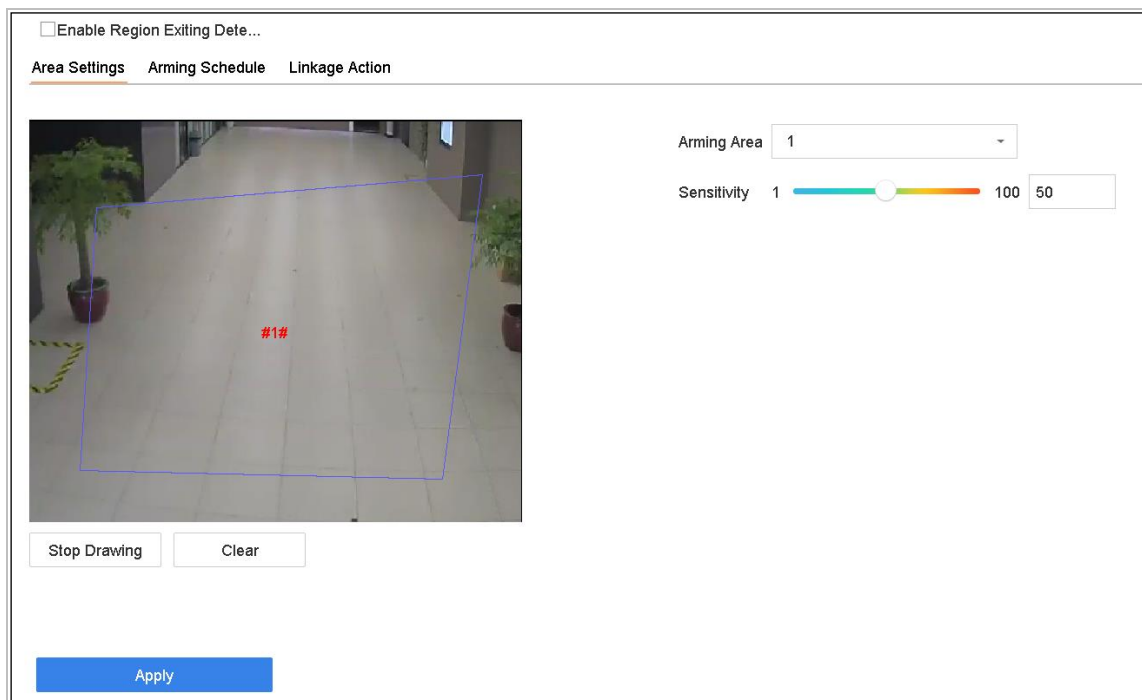 Enable Region Exiting Dete...
Area Settings Arming Schedule Linkage Action
Arming Area 1
Sensitivity 1 100 50
#1#
Stop Drawing Clear
Apply